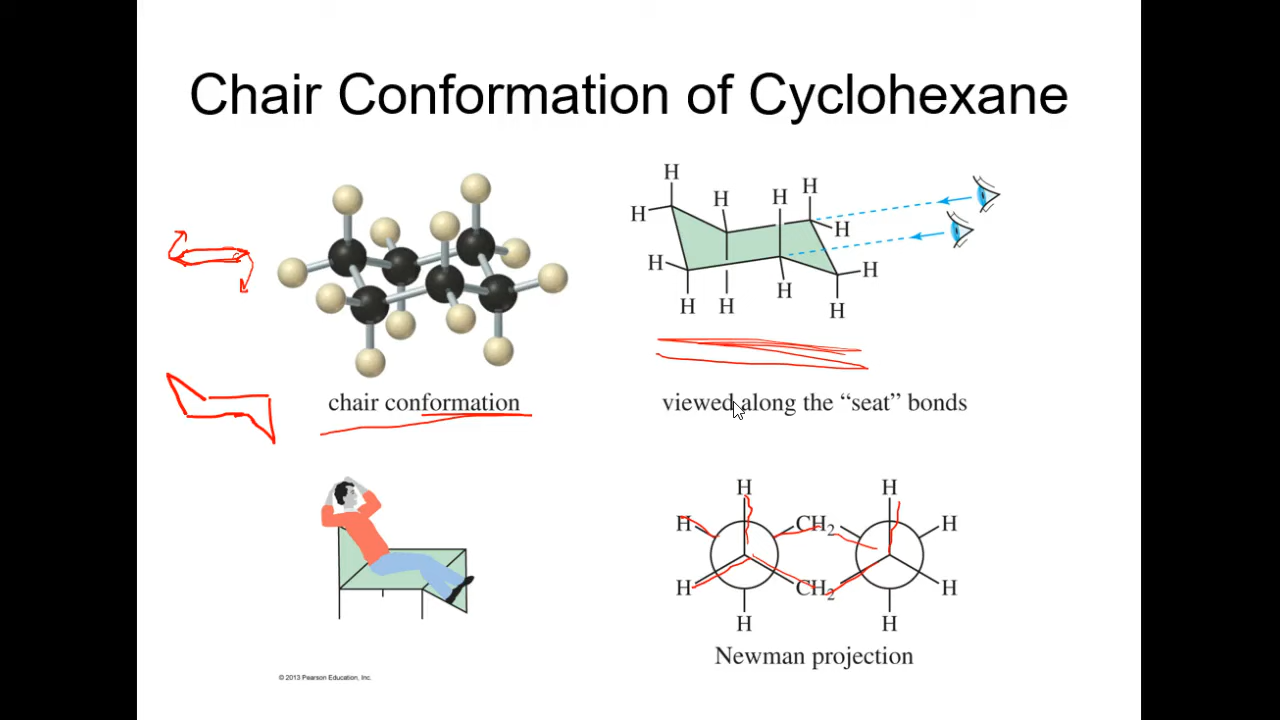 Chair Conformation of Cyclohexane
H
H
H
H
H
H
H
H
H
H
H
H
chair conformation
viewed along the “seat” bonds
H
H
H
CH2
H
H
CH2
H
H
H
Newman projection
© 2013 Pearson Education, Inc.